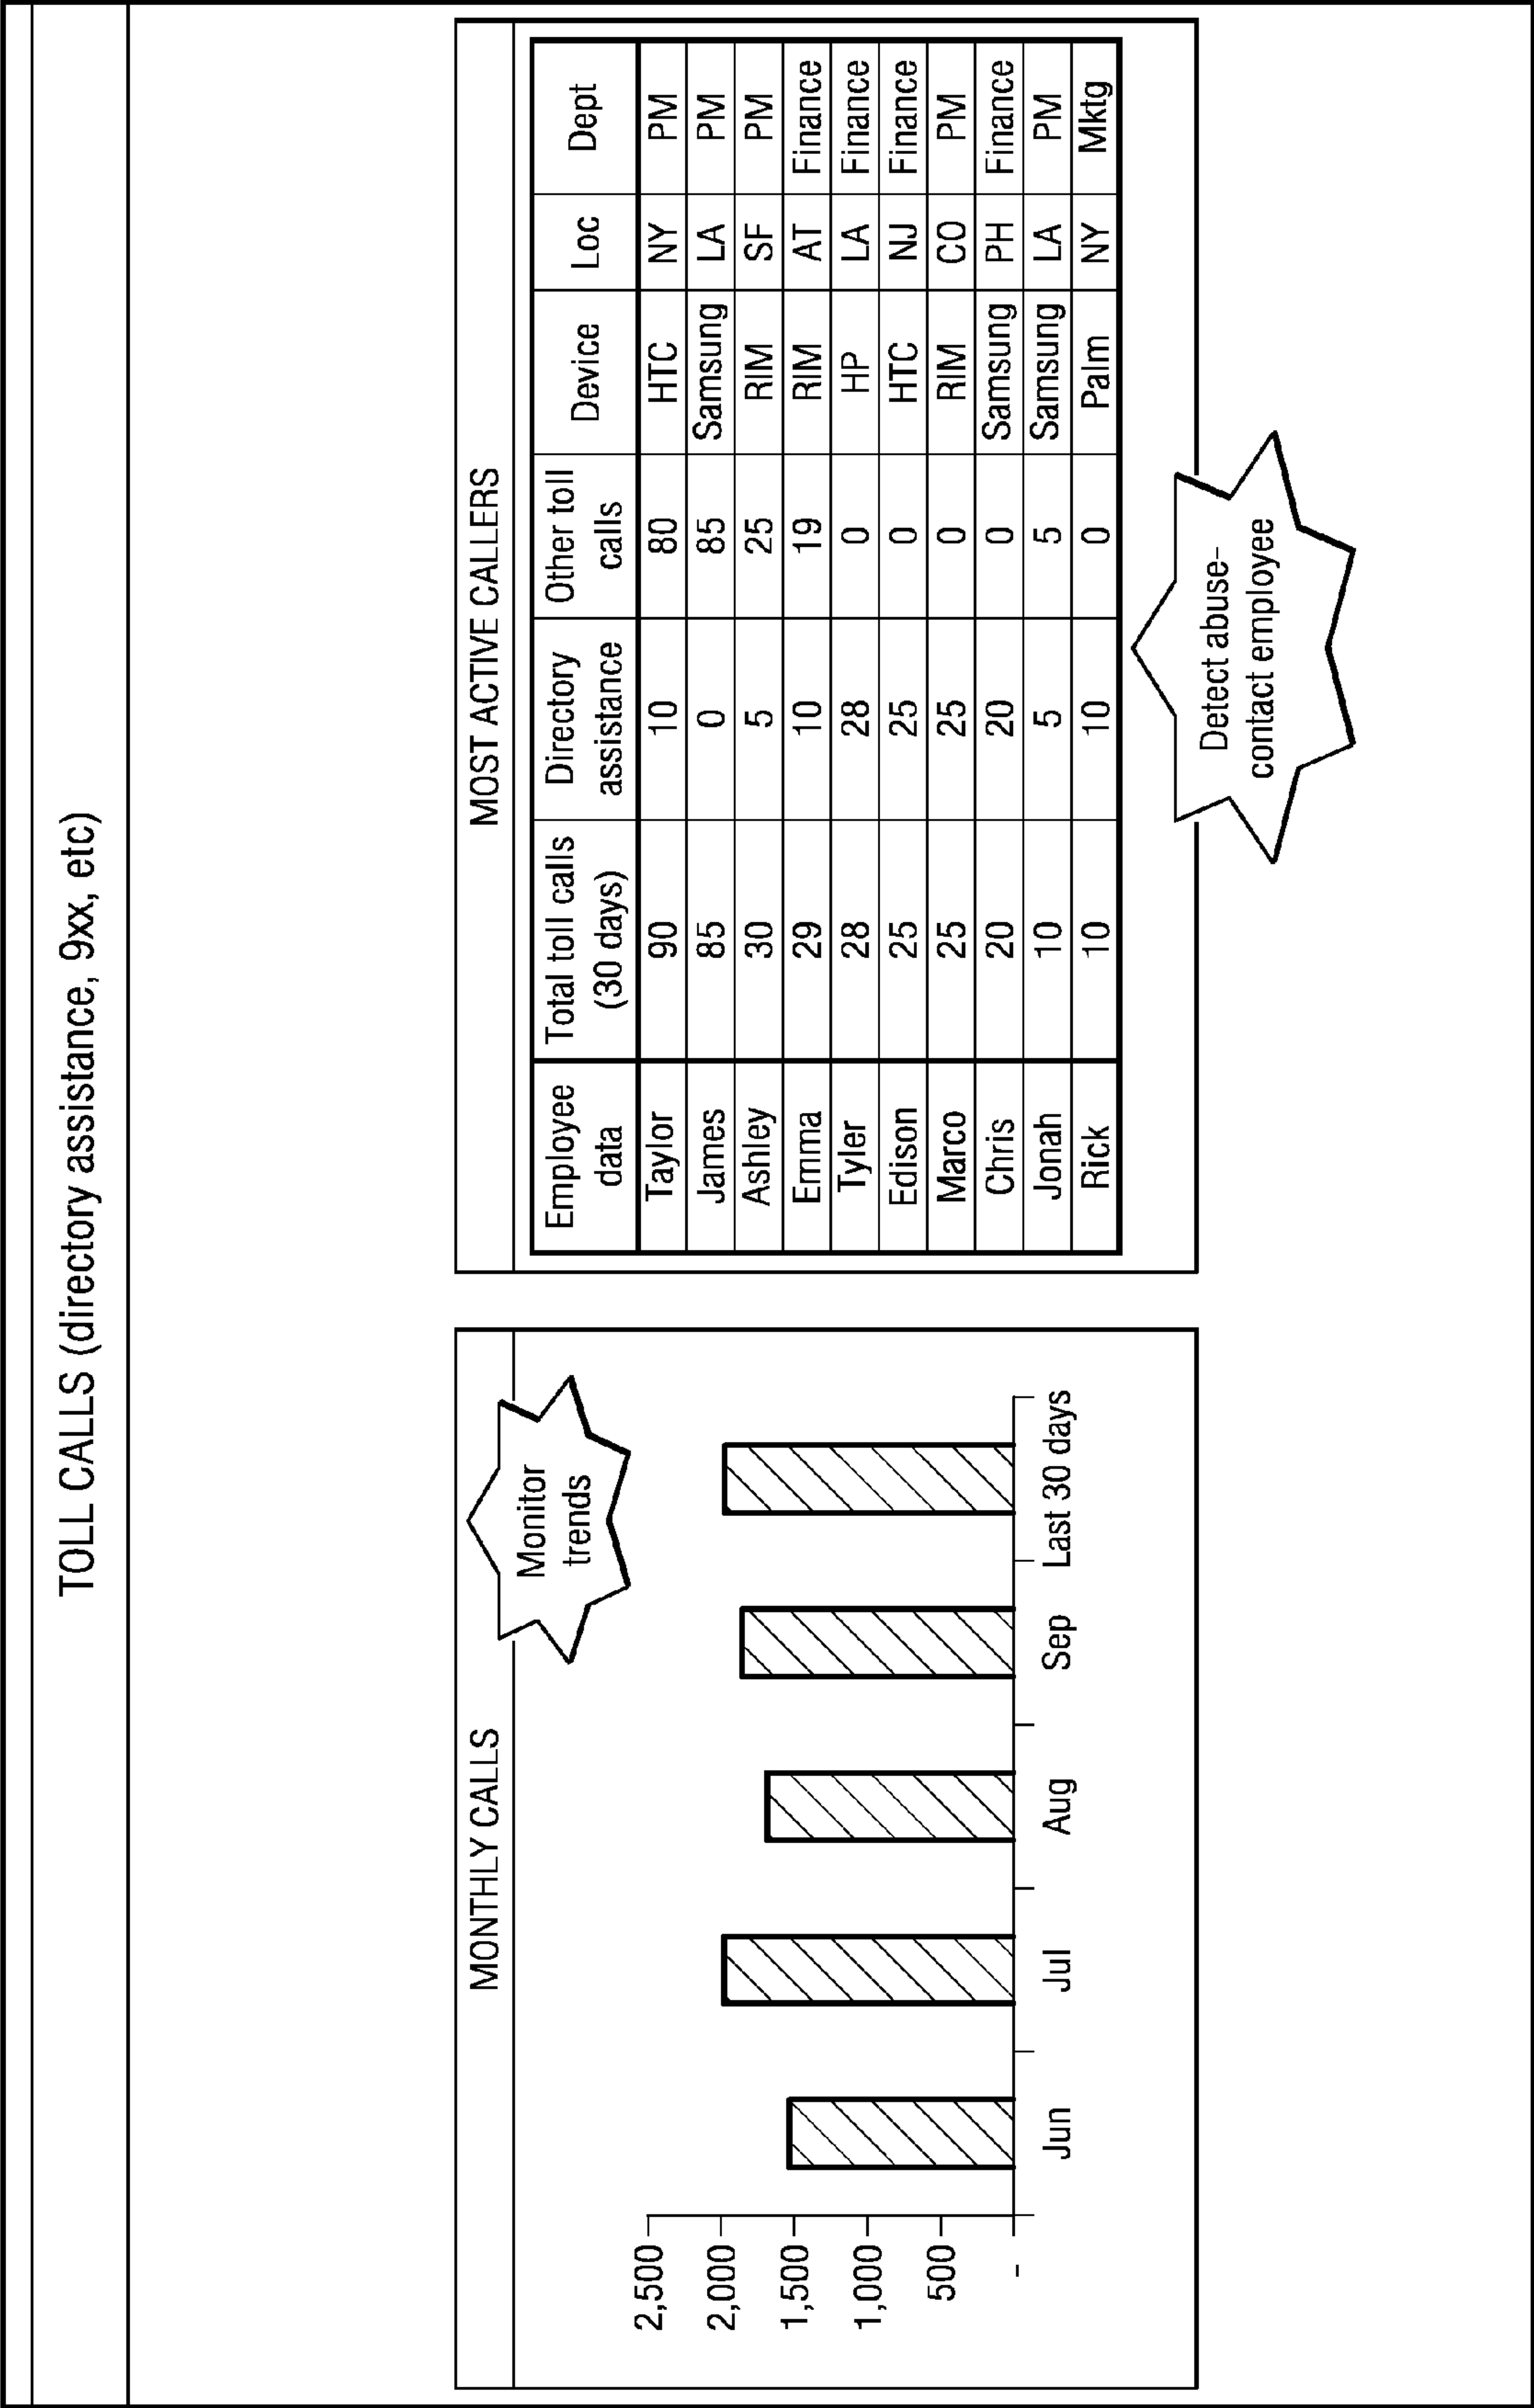 TOLL CALLS (directory assistance, 9xx, etc)
MONTHLY CALLS
Monitor
trends
2,500
2,000
1,500
1,000
500
-
Jun Jul Aug Sep Last 30 days
MOST ACTIVE CALLERS
Employee Total toll calls Directory Other toll Device Loc Dept
data (30 days) assistance calls
Taylor 90 10 80 HTC NY PM
James 85 0 85 Samsung LA PM
Ashley 30 5 25 RIM SF PM
Emma 29 10 19 RIM AT Finance
Tyler 28 28 0 HP LA Finance
Edison 25 25 0 HTC NJ Finance
Marco 25 25 0 RIM CO PM
Chris 20 20 0 Samsung PH Finance
Jonah 10 5 5 Samsung LA PM
Rick 10 10 0 Palm NY Mktg
Detect abuse-
contact employee